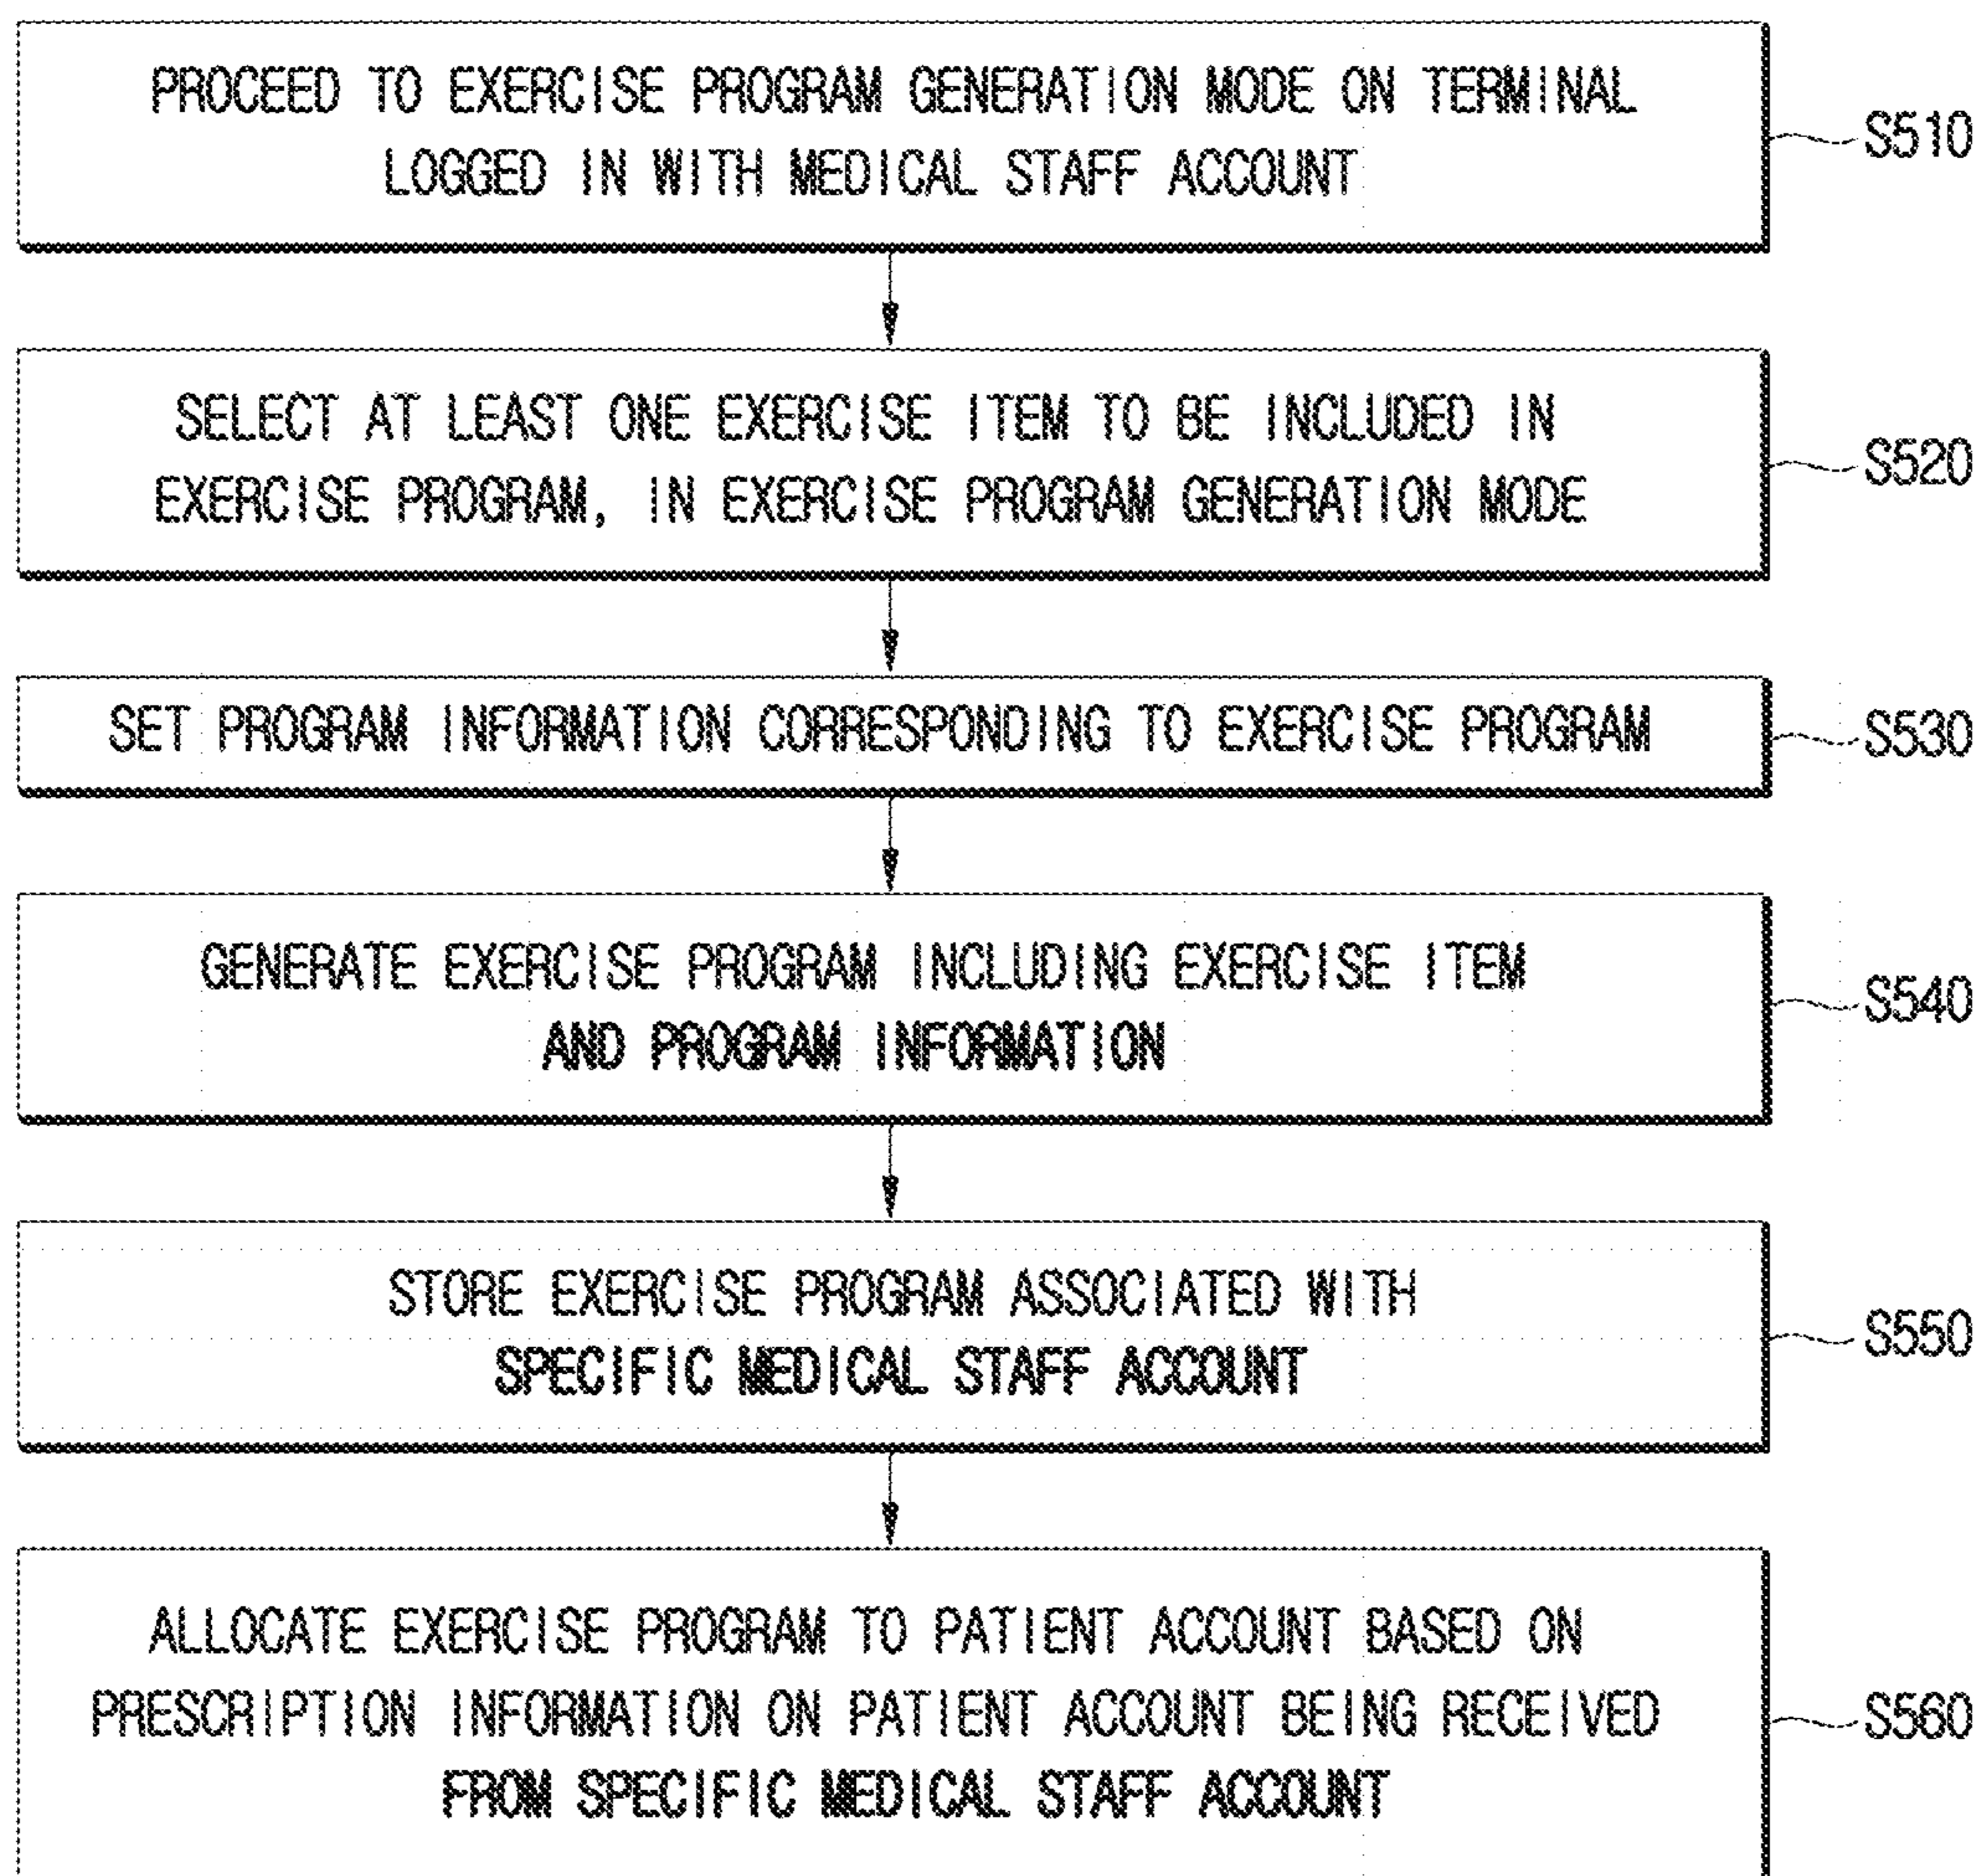 PROCEED TO EXERCISE PROGRAM GENERATION MODE ON TERMINAL
LOGGED IN WITH MEDICAL STAFF ACCOUNT
S510
SELECT AT LEAST ONE EXERCISE ITEM TO BE INCLUDED IN
EXERCISE PROGRAM, IN EXERCISE PROGRAM GENERATION MODE
S520
SET PROGRAM INFORMATION CORRESPONDING TO EXERCISE PROGRAM
S530
GENERATE EXERCISE PROGRAM INCLUDING EXERCISE ITEM
AND PROGRAM INFORMATION
S540
STORE EXERCISE PROGRAM ASSOCIATED WITH
SPECIFIC MEDICAL STAFF ACCOUNT
S550
ALLOCATE EXERCISE PROGRAM TO PATIENT ACCOUNT BASED ON
PRESCRIPTION INFORMATION ON PATIENT ACCOUNT BEING RECEIVED
FROM SPECIFIC MEDICAL STAFF ACCOUNT
S560